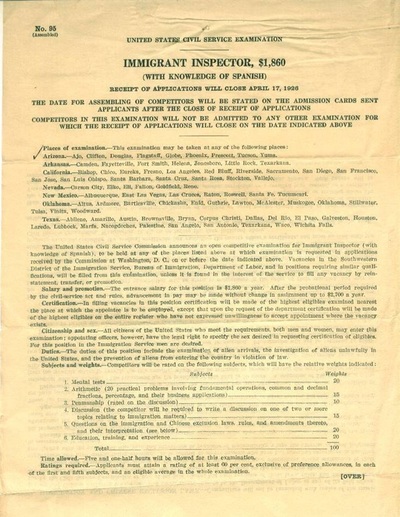 No. 95
(Amended)
UNITED STATES CIVIL SERVICE EXAMINATION
IMMIGRANT INSPECTOR, $1,860
(WITH KNOWLEDGE OF SPANISH)
RECEIPT OF APPLICATIONS WILL CLOSE APRIL 17, 1926
THE DATE FOR ASSEMBLING OF COMPETITORS WILL BE STATED ON THE ADMISSION CARDS SENT
APPLICANTS AFTER THE CLOSE OF RECEIPT OF APPLICATIONS
COMPETITORS IN THIS EXAMINATION WILL NOT BE ADMITTED TO ANY OTHER EXAMINATION FOR
WHICH THE RECEIPT OF APPLICATIONS WILL CLOSE ON THE DATE INDICATED ABOVE
Places of examination.—This examination may be taken at any of the following places:
Arizona.—Ajo, Clifton, Douglas, Flagstaff, Globe, Phoenix, Prescott, Tucson, Yuma.
Arkansas.—Camden, Fayetteville, Fort Smith, Helena, Jonesboro, Little Rock, Texarkana.
California.—Bishop, Chico, Eureka, Fresno, Los Angeles, Red Bluff, Riverside, Sacramento, San Diego, San Francisco,
San Jose, San Luis Obispo, Santa Barbara, Santa Cruz, Santa Rosa, Stockton, Vallejo.
Nevada.—Carson City, Elko, Ely, Fallon, Goldfield, Reno.
New Mexico.—Albuquerque, East Las Vegas, Las Cruces, Raton, Roswell, Santa Fe, Tucumcari.
Oklahoma.—Altus, Ardmore, Bartlesville, Chickasha, Enid, Guthrie, Lawton, McAlester, Muskogee, Oklahoma, Stillwater,
Tulsa, Vinita, Woodward.
Texas.—Abilene, Amarillo, Austin, Brownsville, Bryan, Corpus Christi, Dallas, Del Rio, El Paso, Galveston, Houston,
Laredo, Lubbock, Marfa, Nacogdoches, Palestine, San Angelo, San Antonio, Texarkana, Waco, Wichita Falls.
The United States Civil Service Commission announces an open competitive examination for Immigrant Inspector (with
knowledge of Spanish), to be held at any of the places listed above at which examination is requested in applications
received by the Commission at Washington, D. C., on or before the date indicated above. Vacancies in the Southwestern
District of the Immigration Service, Bureau of Immigration, Department of Labor, and in positions requiring similar quali-
fications, will be filled from this examination, unless it is found in the interest of the service to fill any vacancy by rein-
statement, transfer, or promotion.
Salary and promotion.—The entrance salary for this position is $1,860 a year. After the probational period required
by the civil-service act and rules, advancement in pay may be made without change in assignment up to $2,100 a year.
Certification.—In filling vacancies in this position certification will be made of the highest eligibles examined nearest
the place at which the appointee is to be employed, except that upon the request of the department certification will be made
of the highest eligibles on the entire register who have not expressed unwillingness to accept appointment where the vacancy
exists.
Citizenship and sex.—All citizens of the United States who meet the requirements, both men and women, may enter this
examination; appointing officers, however, have the legal right to specify the sex desired in requesting certification of eligibles.
For this position in the Immigration Service men are desired.
Duties.—The duties of this position include the examination of alien arrivals, the investigation of aliens unlawfully in
the United States, and the prevention of aliens from entering the country in violation of law.
Subjects and weights.—Competitors will be rated on the following subjects, which will have the relative weights indicated:
Subjects Weights
1. Mental tests 20
2. Arithmetic (20 practical problems involving fundamental operations, common and decimal
fractions, percentage, and their business applications) 15
3. Penmanship (rated on the discussion) 10
4. Discussion (the competitor will be required to write a discussion on one of two or more
topics relating to immigration matters) 15
5. Questions on the immigration and Chinese exclusion laws, rules, and amendments thereto,
and their interpretation (see below) 20
6. Education, training, and experience 20
Total 100
Time allowed.—Five and one-half hours will be allowed for this examination.
Ratings required.—Applicants must attain a rating of at least 60 per cent, exclusive of preference allowances, in each
of the first and fifth subjects, and an eligible average in the whole examination.
[OVER]